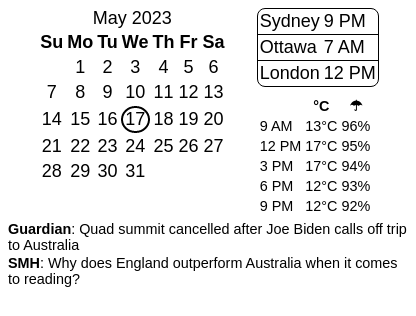 May 2023
Su Mo Tu We Th Fr Sa
1 2 3 4 5 6
7 8 9 10 11 12 13
14 15 16 17 18 19 20
21 22 23 24 25 26 27
28 29 30 31
Sydney 9 PM
Ottawa 7 AM
London 12 PM
°C ☂
9 AM 13°C 96%
12 PM 17°C 95%
3 PM 17°C 94%
6 PM 12°C 93%
9 PM 12°C 92%
Guardian: Quad summit cancelled after Joe Biden calls off trip
to Australia
SMH: Why does England outperform Australia when it comes
to reading?